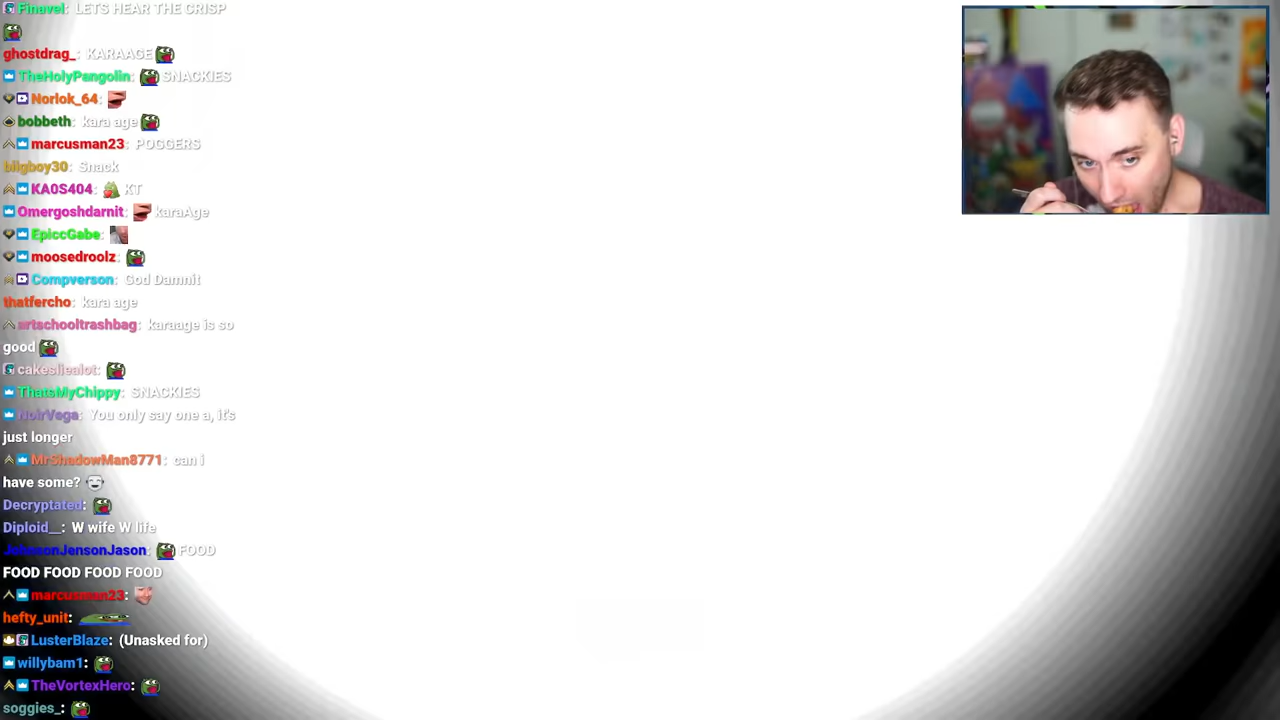 Finavel: LETS HEAR THE CRISP
ghostdrag_: KARAAGE
TheHolyPangolin: SNACKIES
Norlok_64:
bobbeth: kara age
marcusman23: POGGERS
bligboy30: Snack
KA0S404: KT
Omergoshdarnit: karaAge
EpiccGabe:
moosedroolz:
Compverson: God Damnit
thatfercho: kara age
artschooltrashbag: karaage is so
good
cakesliealot:
ThatsMyChippy: SNACKIES
NoirVega: You only say one a, it's
just longer
MrShadowMan8771: can i
have some?
Decryptated:
Diploid__: W wife W life
JohnsonJensonJason: FOOD
FOOD FOOD FOOD FOOD
marcusman23:
hefty_unit:
LusterBlaze: (Unasked for)
willybam1:
TheVortexHero:
soggies_: